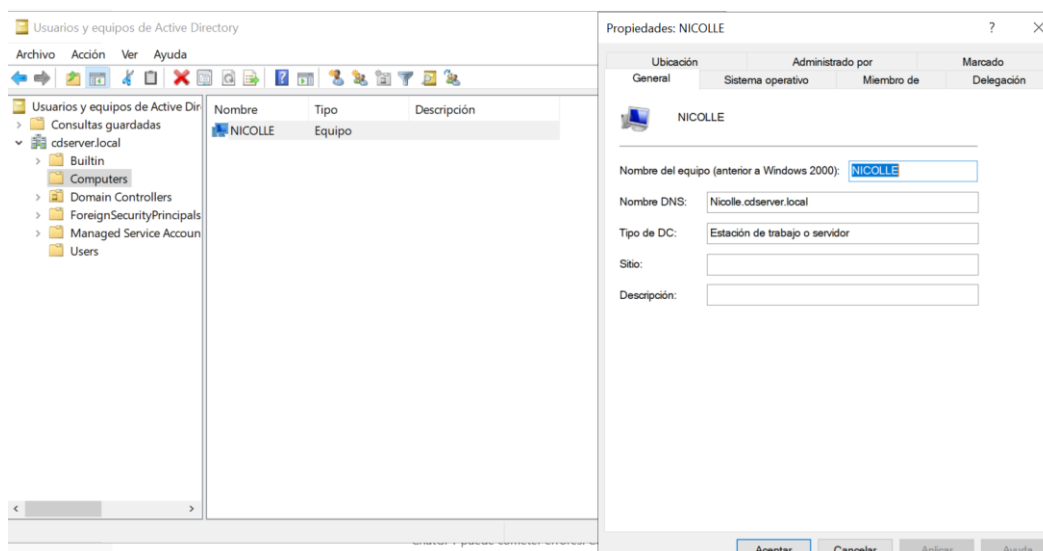 Usuarios y equipos de Active Directory
Archivo Acción Ver Ayuda
Usuarios y equipos de Active Dir
Consultas guardadas
cdserver.local
Builtin
Computers
Domain Controllers
ForeignSecurityPrincipals
Managed Service Accoun
Users
Nombre Tipo Descripción
NICOLLE Equipo
Propiedades: NICOLLE
Ubicación Administrado por Marcado
General Sistema operativo Miembro de Delegación
NICOLLE
Nombre del equipo (anterior a Windows 2000): NICOLLE
Nombre DNS: Nicolle.cdserver.local
Tipo de DC: Estación de trabajo o servidor
Sitio:
Descripción:
Aceptar Cancelar Aplicar Ayuda